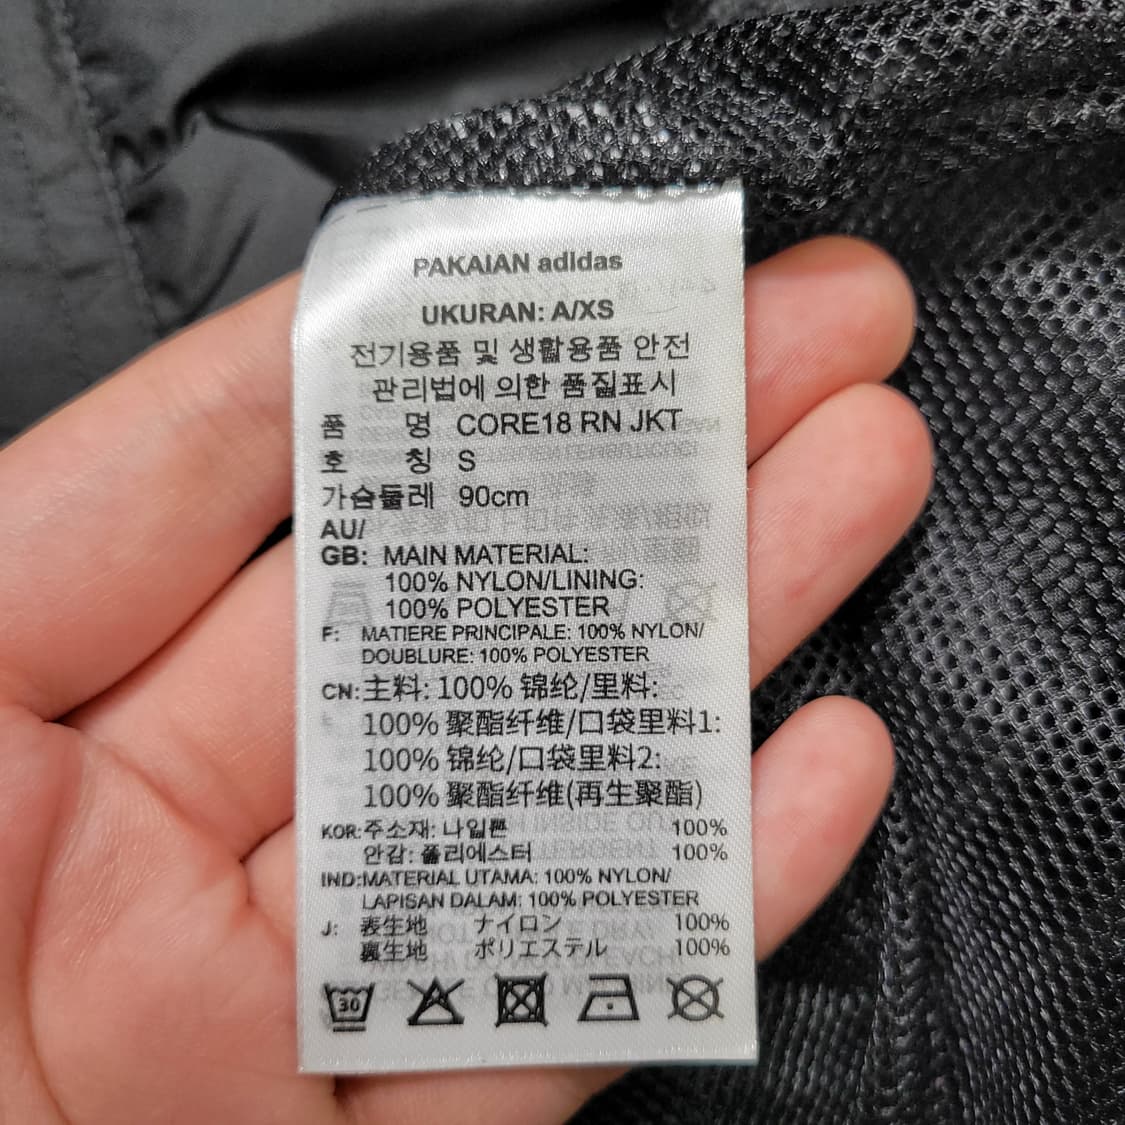 PAKAIAN adidas
UKURAN: A/XS
전기용품 및 생활용품 안전
관리법에 의한 품질표시
품 명 CORE18 RN JKT
호 칭 S
가슴둘레 90cm
AU/
GB: MAIN MATERIAL:
100% NYLON/LINING:
100% POLYESTER
F: MATIERE PRINCIPALE: 100% NYLON/
DOUBLURE: 100% POLYESTER
CN: 主料: 100% 锦纶/里料:
100% 聚酯纤维/口袋里料1:
100% 锦纶/口袋里料2:
100% 聚酯纤维(再生聚酯)
KOR: 주소재: 나일론 100%
안감: 폴리에스터 100%
IND: MATERIAL UTAMA: 100% NYLON/
LAPISAN DALAM: 100% POLYESTER
J: 表生地 ナイロン 100%
裏生地 ポリエステル 100%
30